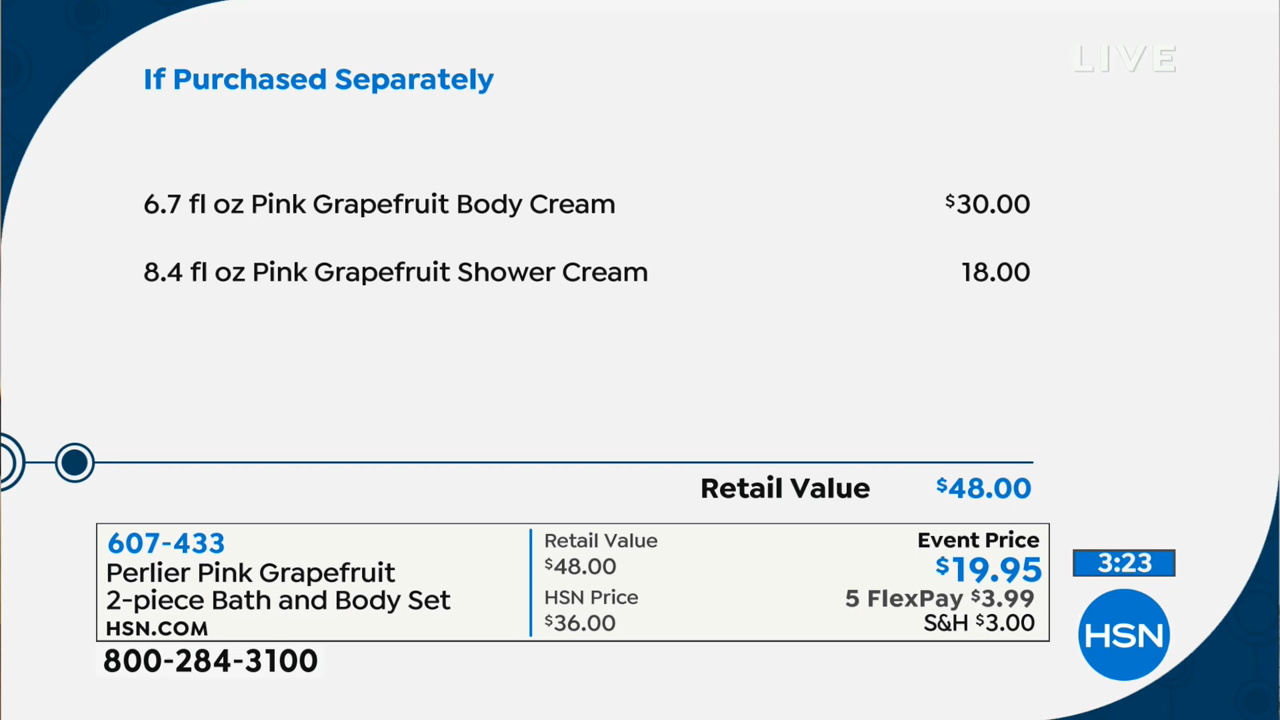 LIVE
If Purchased Separately
6.7 fl oz Pink Grapefruit Body Cream $30.00
8.4 fl oz Pink Grapefruit Shower Cream 18.00
Retail Value $48.00
607-433
Perlier Pink Grapefruit
2-piece Bath and Body Set
HSN.COM
Retail Value
$48.00
HSN Price
$36.00
Event Price
$19.95
5 FlexPay $3.99
S&H $3.00
3:23
HSN
800-284-3100